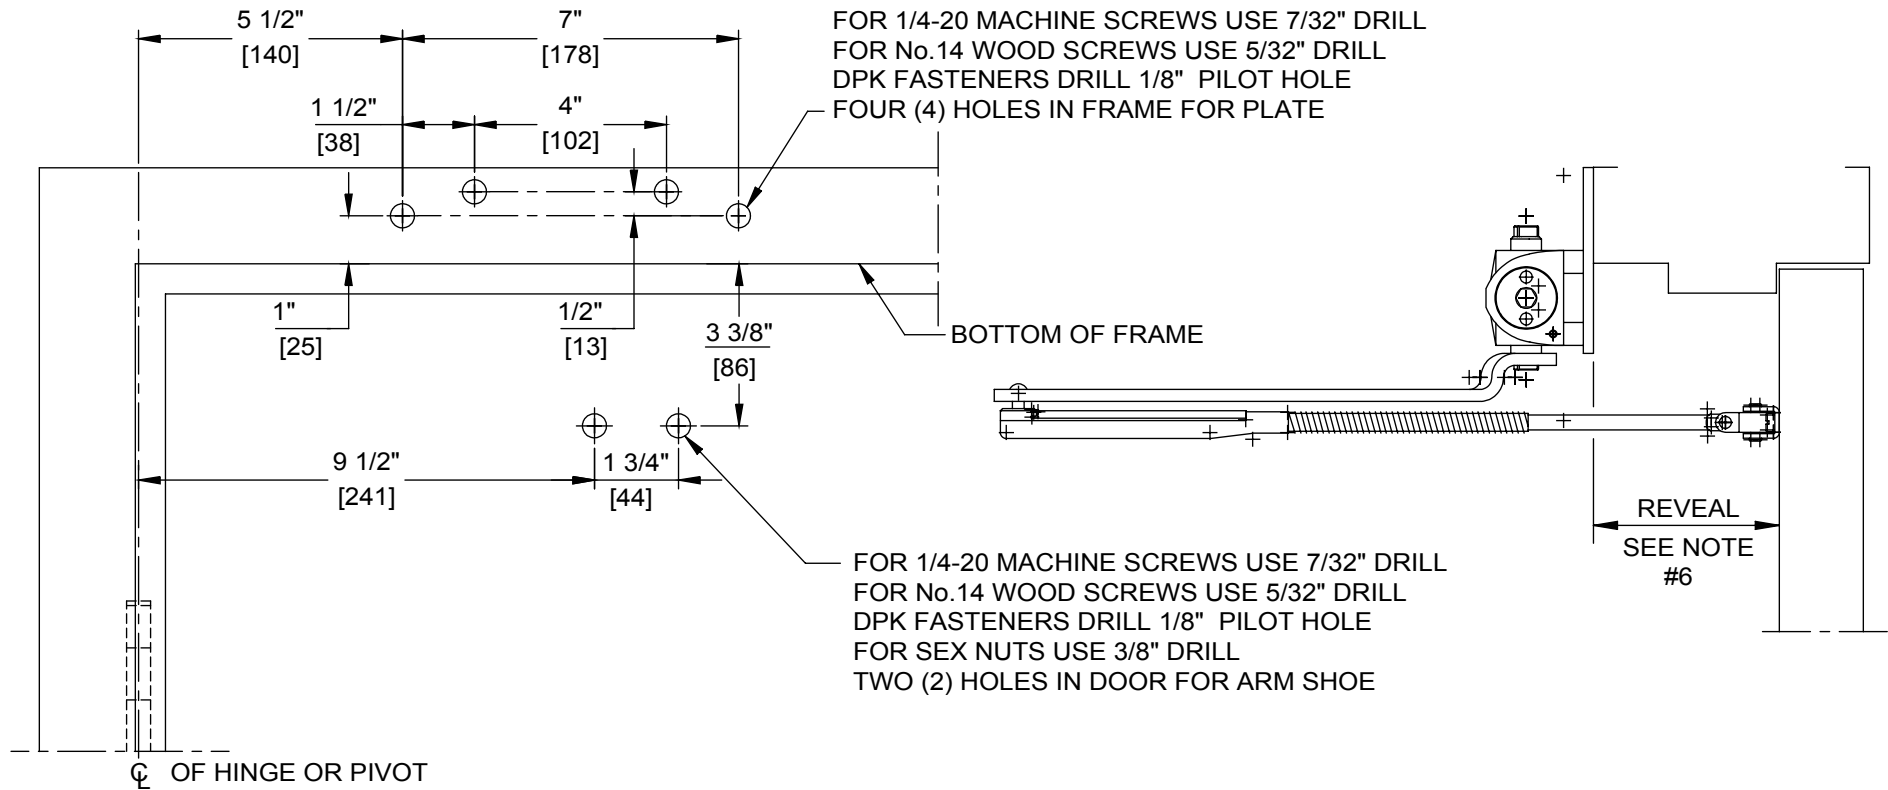 5 1/2"
[140]
7"
[178]
1 1/2"
[38]
4"
[102]
FOR 1/4-20 MACHINE SCREWS USE 7/32" DRILL
FOR No.14 WOOD SCREWS USE 5/32" DRILL
DPK FASTENERS DRILL 1/8" PILOT HOLE
FOUR (4) HOLES IN FRAME FOR PLATE
1"
[25]
1/2"
[13]
3 3/8"
[86]
BOTTOM OF FRAME
9 1/2"
[241]
1 3/4"
[44]
REVEAL
SEE NOTE
#6
FOR 1/4-20 MACHINE SCREWS USE 7/32" DRILL
FOR No.14 WOOD SCREWS USE 5/32" DRILL
DPK FASTENERS DRILL 1/8" PILOT HOLE
FOR SEX NUTS USE 3/8" DRILL
TWO (2) HOLES IN DOOR FOR ARM SHOE
℄ OF HINGE OR PIVOT